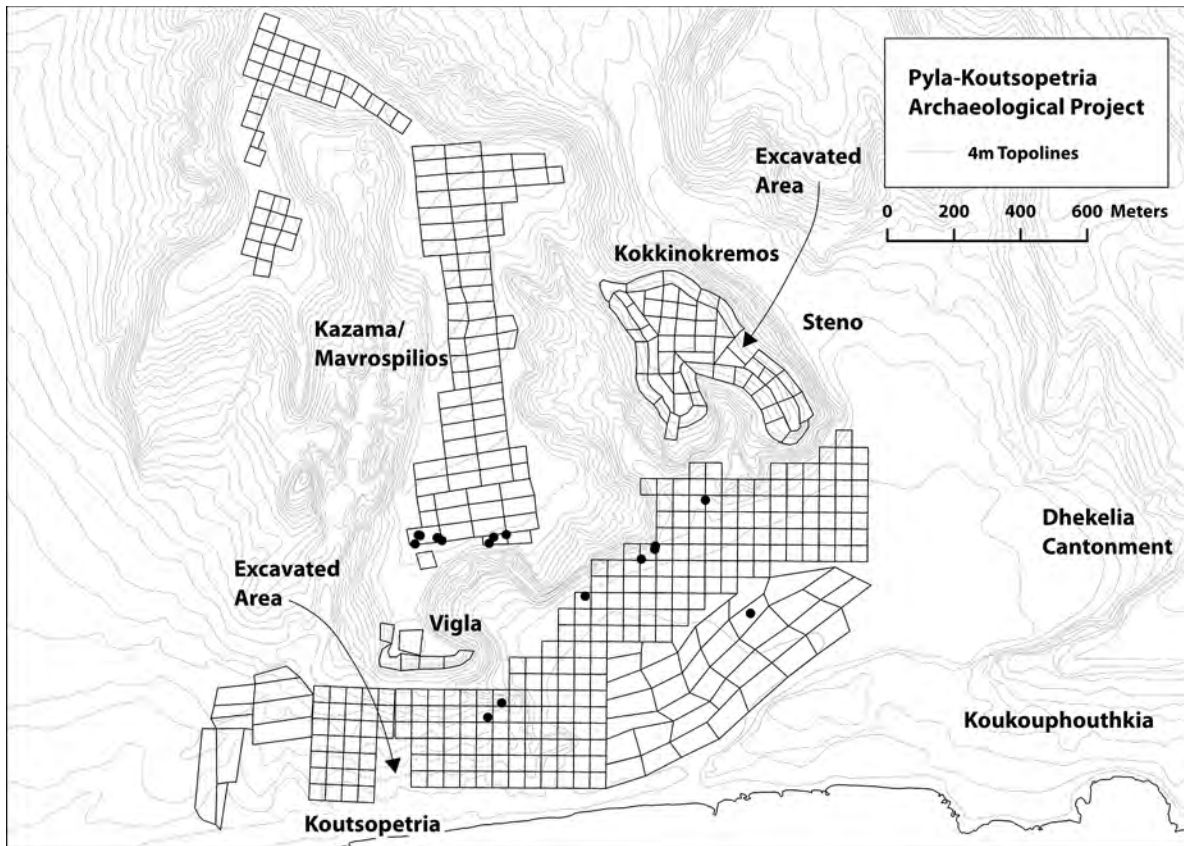 Pyla-Koutsopetria
Archaeological Project
4m Topolines
0 200 400 600 Meters
Excavated
Area
Kokkinokremos
Steno
Kazama/
Mavrospilios
Dhekelia
Cantonment
Excavated
Area
Vigla
Koukouphouthkia
Koutsopetria